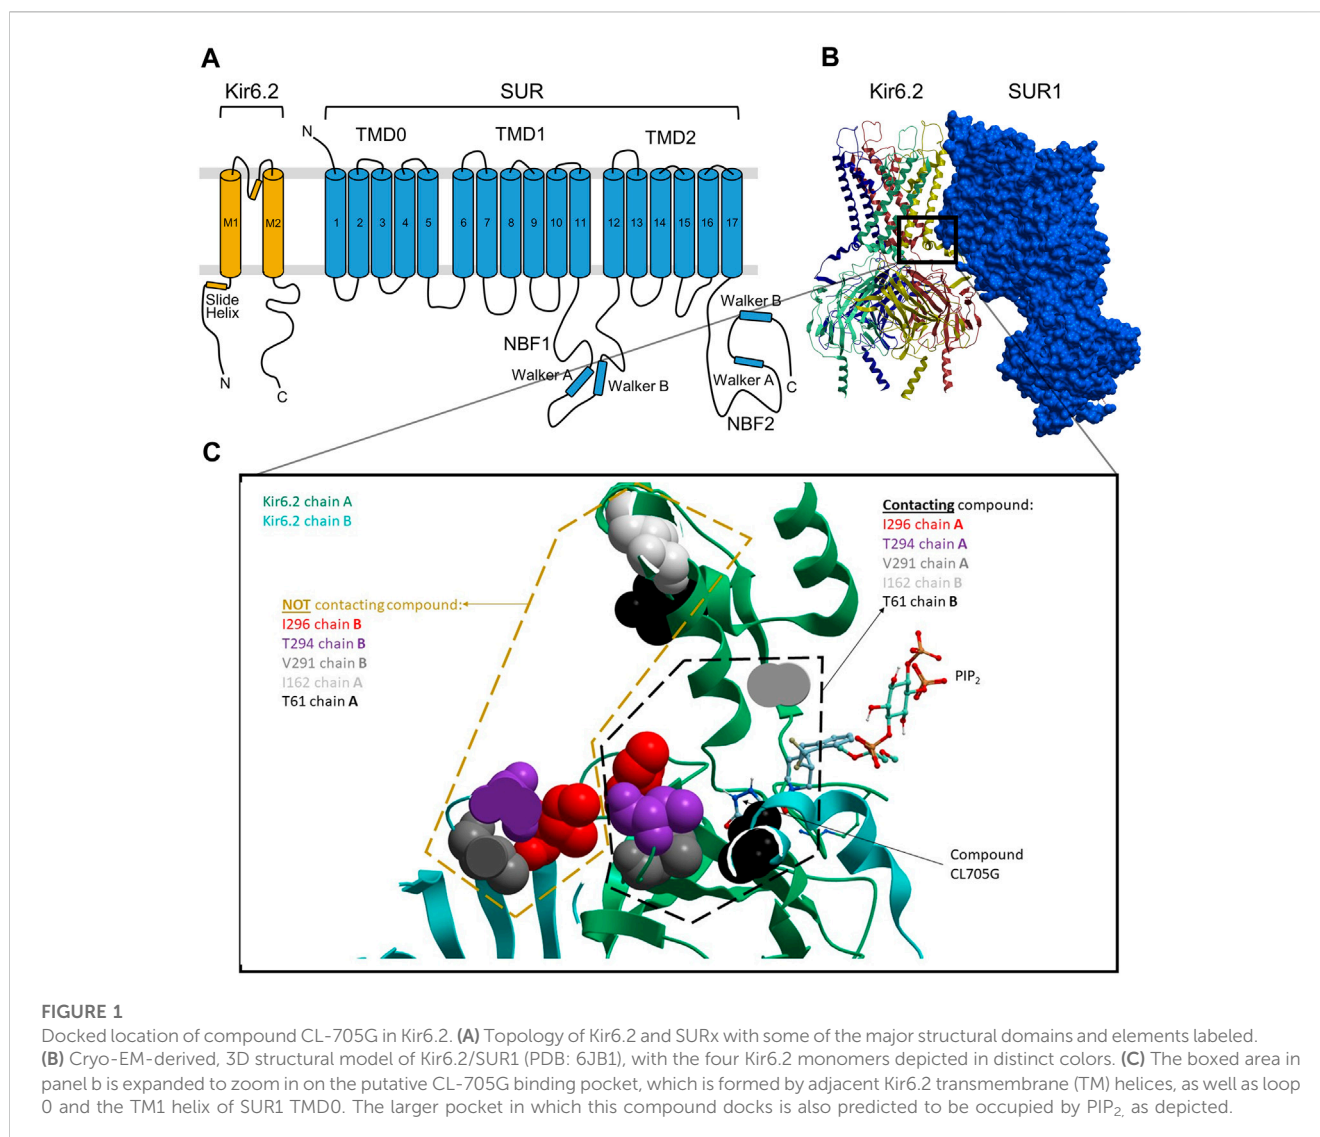 A
B
Kir6.2
SUR
Kir6.2
SUR1
N
TMD0
TMD1
TMD2
M1
M2
1
2
3
4
5
6
7
8
9
10
11
12
13
14
15
16
17
Slide
Helix
N
C
NBF1
Walker A
Walker B
Walker B
Walker A
C
NBF2
C
Kir6.2 chain A
Kir6.2 chain B
Contacting compound:
I296 chain A
T294 chain A
V291 chain A
I162 chain B
T61 chain B
NOT contacting compound:
I296 chain B
T294 chain B
V291 chain B
I162 chain A
T61 chain A
PIP2
Compound
CL705G
FIGURE 1
Docked location of compound CL-705G in Kir6.2. (A) Topology of Kir6.2 and SURx with some of the major structural domains and elements labeled.
(B) Cryo-EM-derived, 3D structural model of Kir6.2/SUR1 (PDB: 6JB1), with the four Kir6.2 monomers depicted in distinct colors. (C) The boxed area in
panel b is expanded to zoom in on the putative CL-705G binding pocket, which is formed by adjacent Kir6.2 transmembrane (TM) helices, as well as loop
0 and the TM1 helix of SUR1 TMD0. The larger pocket in which this compound docks is also predicted to be occupied by PIP2, as depicted.